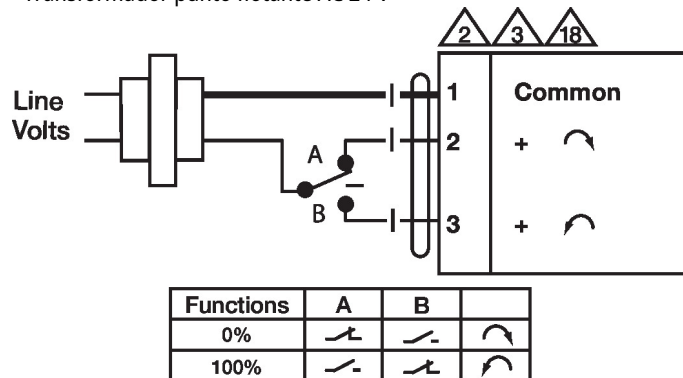 2 3 18
Line Volts
1 Common
A
2 +
B
3 +
Functions A B
0%
100%